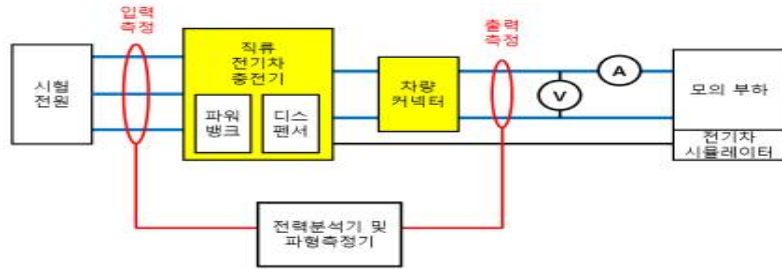 입력
측정
출력
측정
시험
전원
직류
전기차
충전기
파워
뱅크
디스
펜서
차량
커넥터
A
V
모의 부하
전기차
시뮬레이터
전력분석기 및
파형측정기